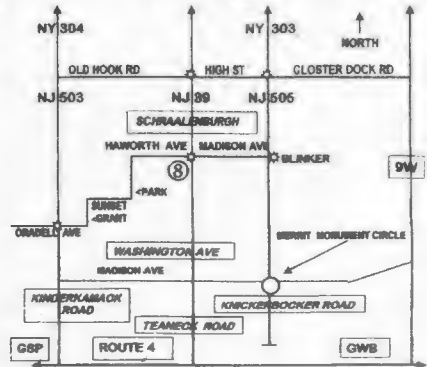 NY 304
NY 303
NORTH
OLD HOOK RD
HIGH ST
CLOSTER DOCK RD
NJ 503
NJ 39
NJ 505
SCHRAALENBURGH
HAWORTH AVE
MADISON AVE
BLINKER
8
9W
<PARK
SUNSET
<GRANT
ORADELL AVE
MERRIT MONUMENT CIRCLE
WASHINGTON AVE
MADISON AVE
KINDERKAMACK
ROAD
KNICKERBOCKER ROAD
TEANECK ROAD
GSP
ROUTE 4
GWB